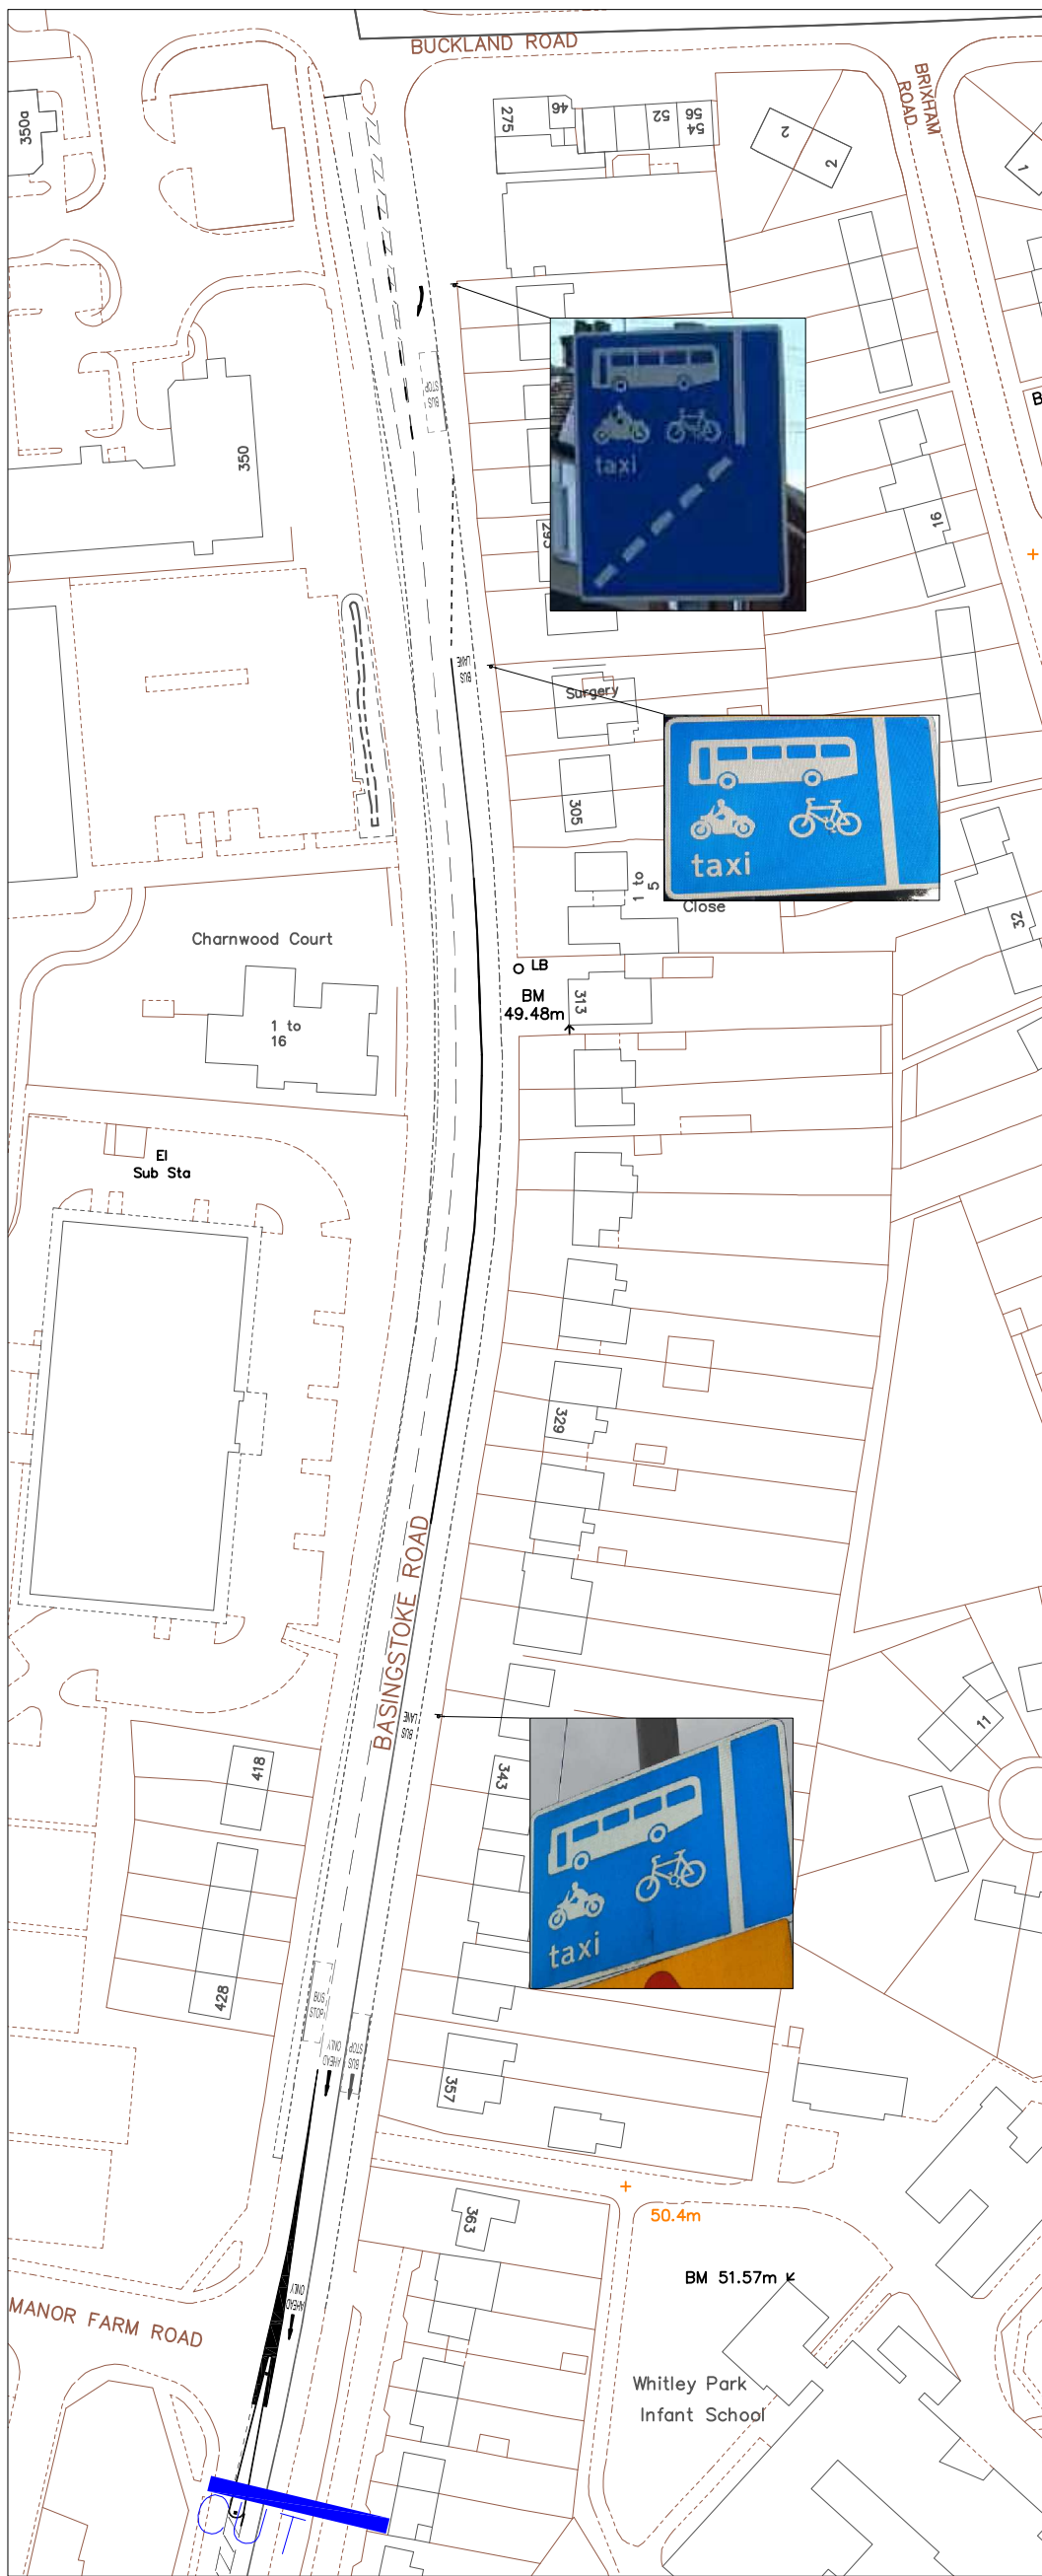 BUCKLAND ROAD
BRIXHAM
ROAD
350a
275
46
52
54
56
2
2
1
BUS
STOP
taxi
350
295
16
B
BUS
LANE
Surgery
305
taxi
1 to
5
Close
32
Charnwood Court
LB
BM
49.48m
313
1 to
16
El
Sub Sta
329
BASINGSTOKE ROAD
BUS
LANE
11
418
343
taxi
428
BUS
STOP
AHEAD
ONLY
BUS
STOP
357
363
50.4m
AHEAD
ONLY
BM 51.57m
MANOR FARM ROAD
Whitley Park
Infant School